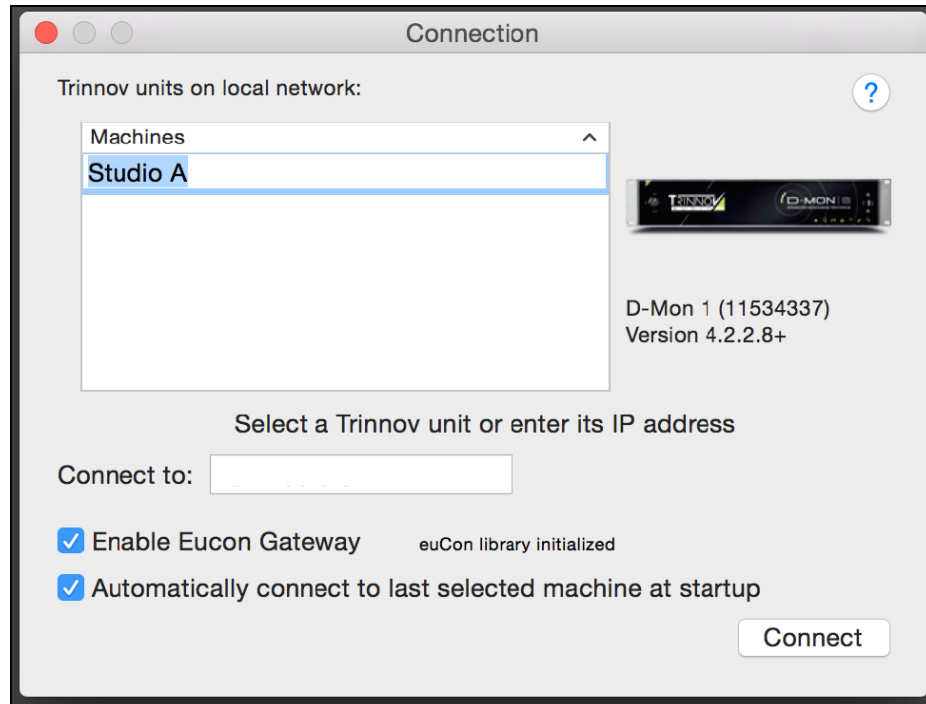 Connection
Trinnov units on local network:
?
Machines
Studio A
TRINNOV
D-MON
D-Mon 1 (11534337)
Version 4.2.2.8+
Select a Trinnov unit or enter its IP address
Connect to:
Enable Eucon Gateway
euCon library initialized
Automatically connect to last selected machine at startup
Connect